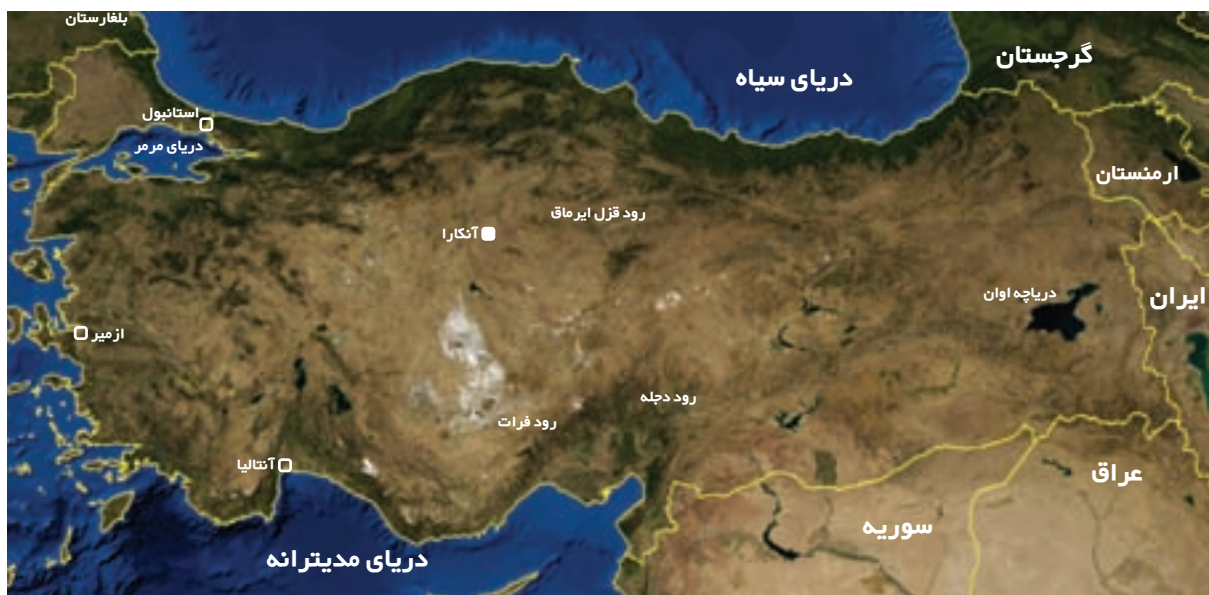 بلغارستان
گرجستان
دریای سیاه
استانبول
دریای مرمر
ارمنستان
رود قزل ایرماق
آنکارا
دریاچه اوان
ایران
ازمیر
رود دجله
رود فرات
آنتالیا
عراق
سوریه
دریای مدیترانه